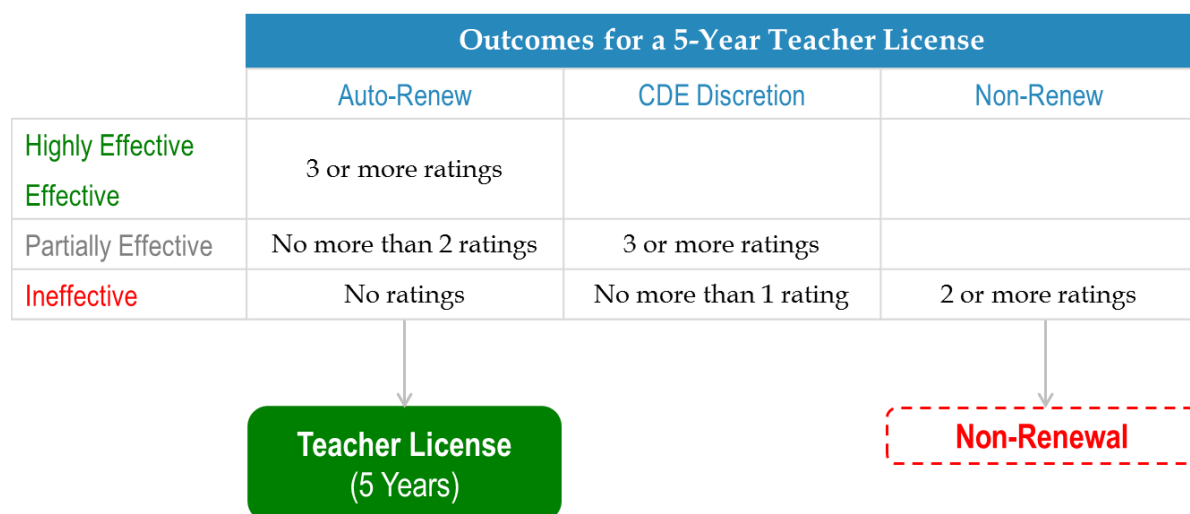 Outcomes for a 5-Year Teacher License
Auto-Renew CDE Discretion Non-Renew
Highly Effective
Effective
3 or more ratings
Partially Effective No more than 2 ratings 3 or more ratings
Ineffective No ratings No more than 1 rating 2 or more ratings
Teacher License
(5 Years)
Non-Renewal